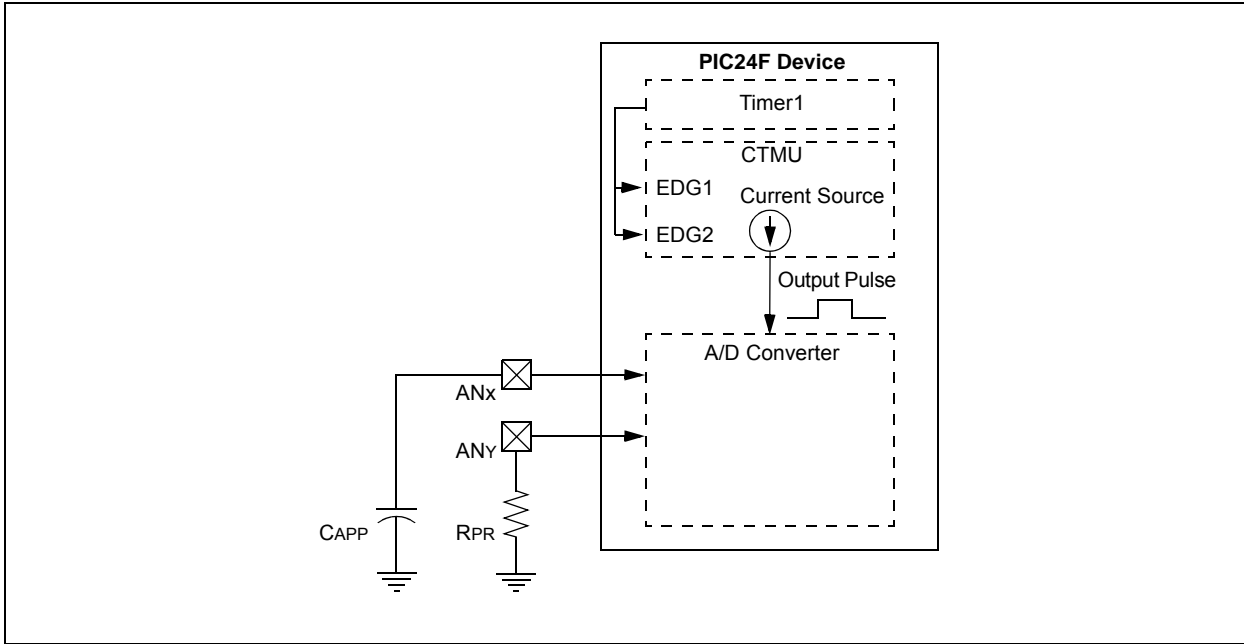 PIC24F Device
Timer1
CTMU
EDG1
Current Source
EDG2
Output Pulse
A/D Converter
ANx
ANY
CAPP
RPR